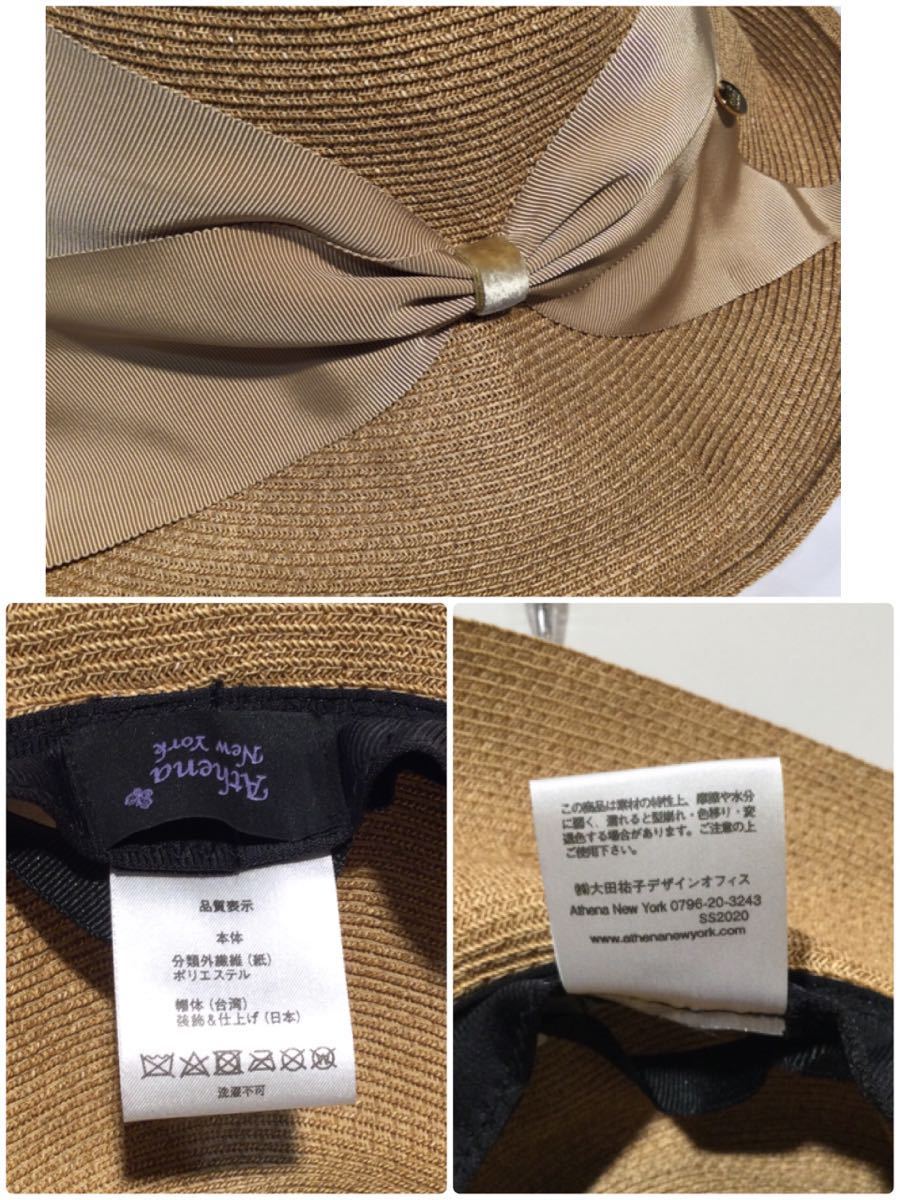 Athena
New York
品質表示
本体
分類外繊維 (紙)
ポリエステル
帽体 (台湾)
装飾&仕上げ (日本)
洗濯不可
この商品は素材の特性上、摩擦や水分
に弱く、濡れると型崩れ・色移り・変
退色する場合があります。ご注意の上
ご使用下さい。
㈱大田祐子デザインオフィス
Athena New York 0796-20-3243
SS2020
www.athenanewyork.com